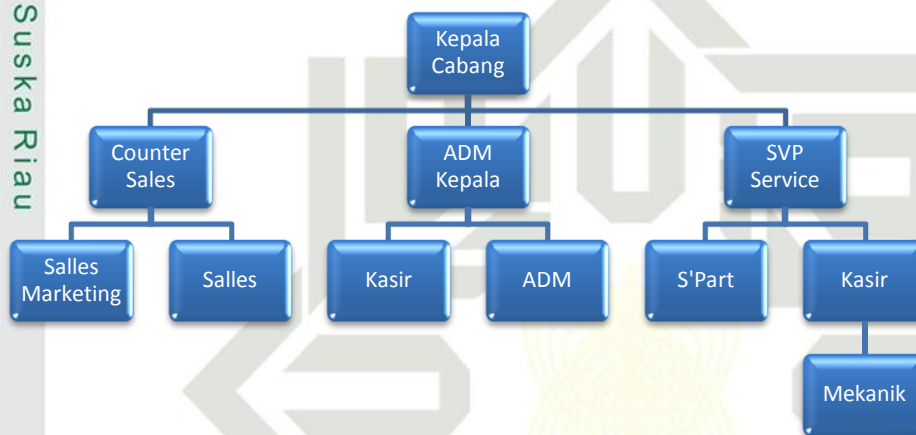 Suska Riau
Kepala
Cabang
Counter
Sales
ADM
Kepala
SVP
Service
Salles
Marketing
Salles
Kasir
ADM
S'Part
Kasir
Mekanik